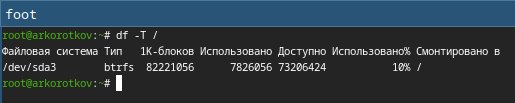 foot
root@arkorotkov:~# df -T /
Файловая система Тип   1K-блоков Использовано Доступно Использовано% Смонтировано в
/dev/sda3        btrfs  82221056      7826056 73206424           10% /
root@arkorotkov:~#